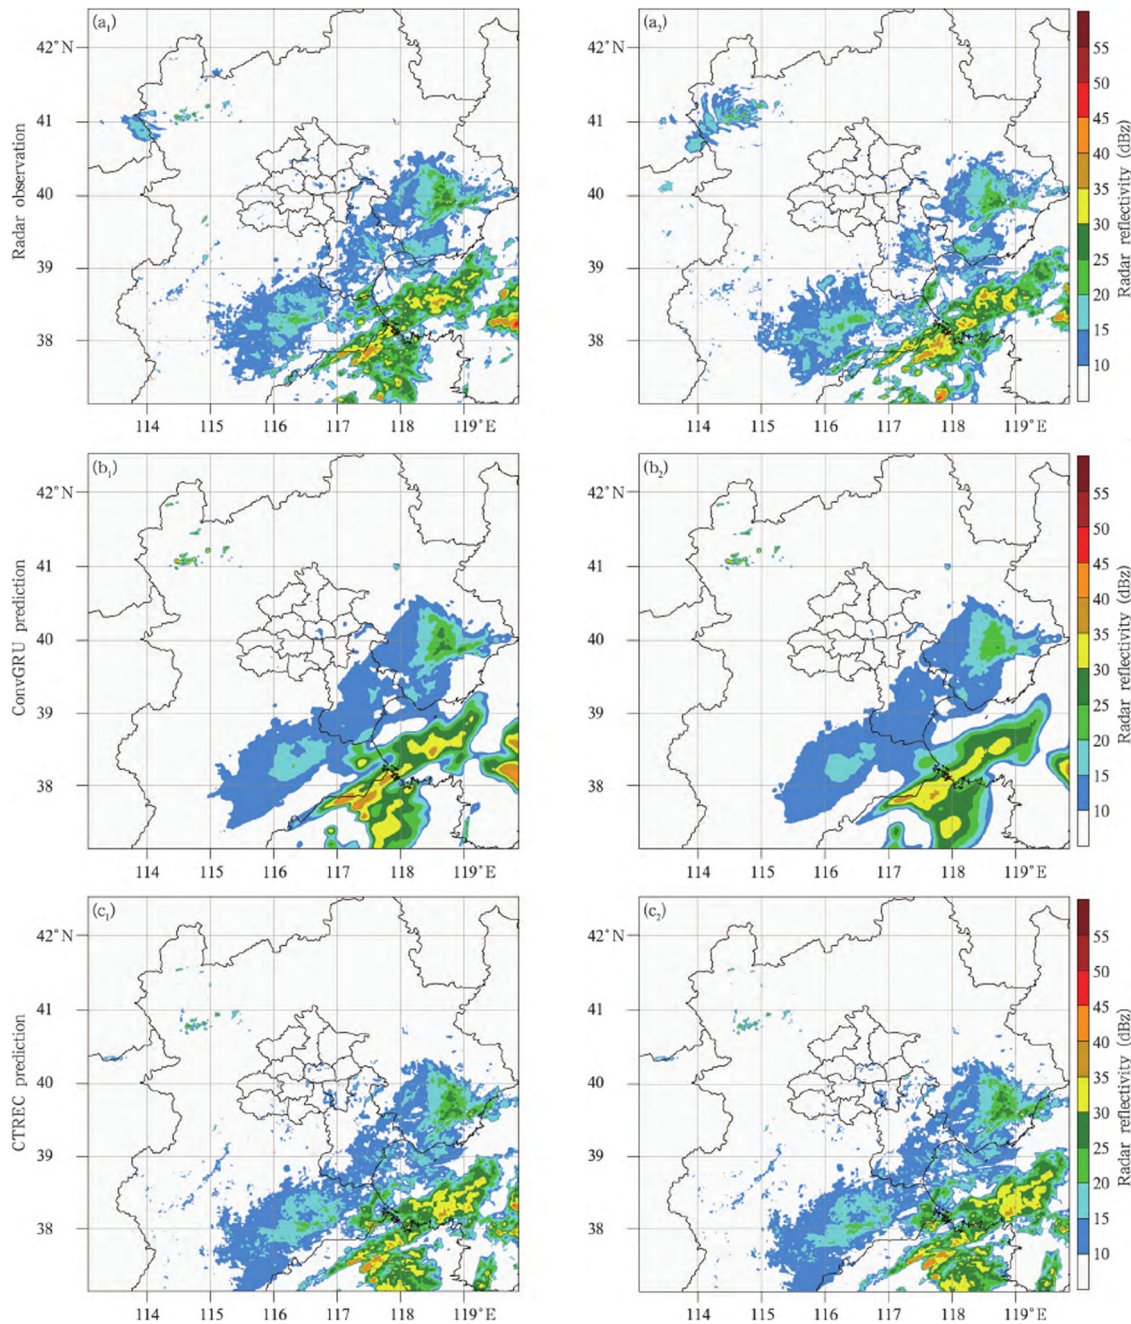 (a₁)
(a₂)
42°N
41
40
39
38
114 115 116 117 118 119°E
Radar observation
42°N
41
40
39
38
114 115 116 117 118 119°E
55
50
45
40
35
30
25
20
15
10
Radar reflectivity (dBz)
(b₁)
(b₂)
42°N
41
40
39
38
114 115 116 117 118 119°E
ConvGRU prediction
42°N
41
40
39
38
114 115 116 117 118 119°E
55
50
45
40
35
30
25
20
15
10
Radar reflectivity (dBz)
(c₁)
(c₂)
42°N
41
40
39
38
114 115 116 117 118 119°E
CTREC prediction
42°N
41
40
39
38
114 115 116 117 118 119°E
55
50
45
40
35
30
25
20
15
10
Radar reflectivity (dBz)